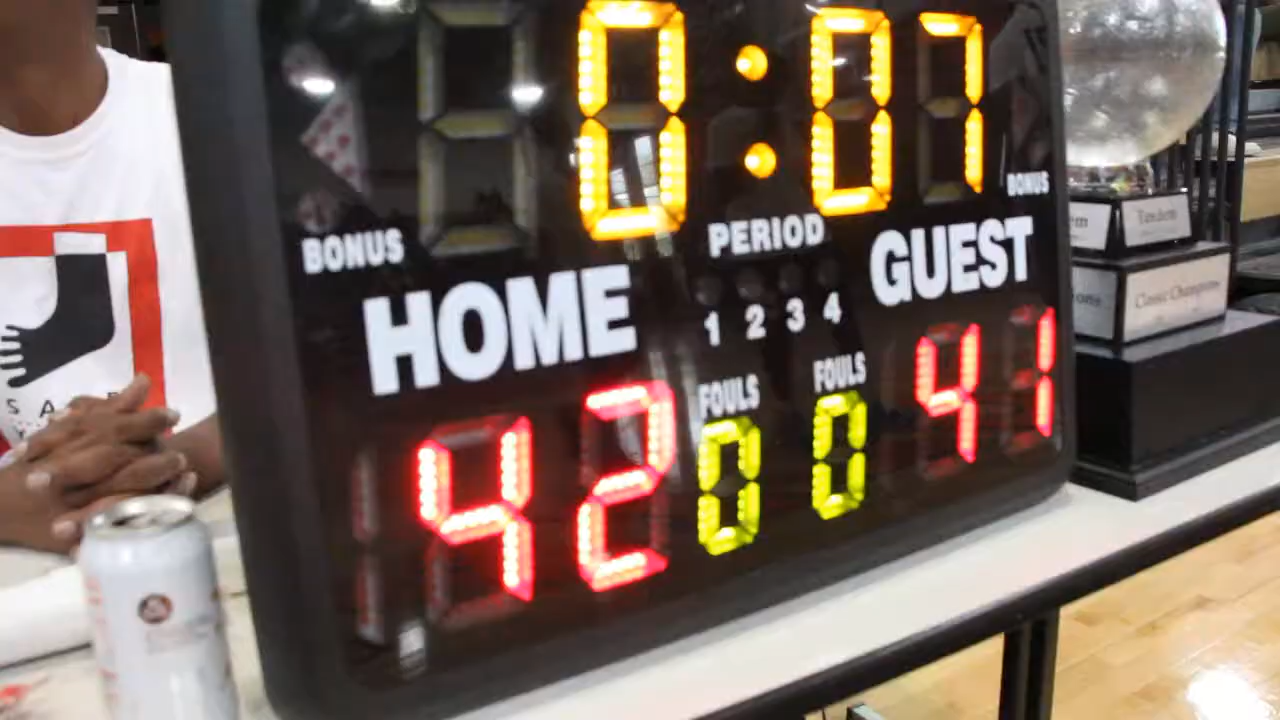 0:07
BONUS
PERIOD
BONUS
HOME
1 2 3 4
GUEST
42
FOULS
0
FOULS
0
41
Tandem
Classic Champions